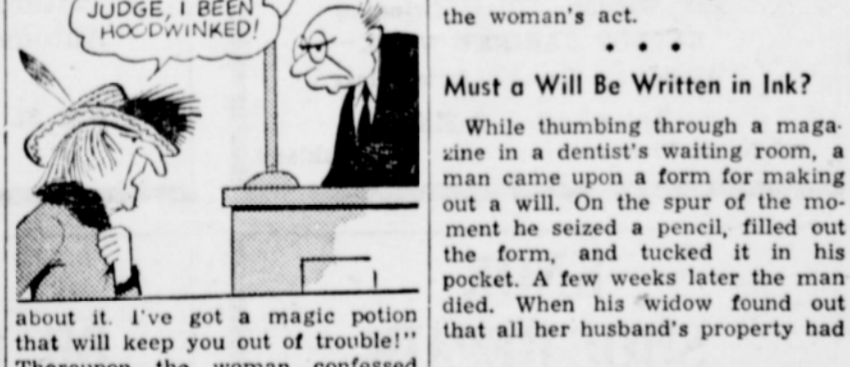 JUDGE, I BEEN
HOODWINKED!
about it. I've got a magic potion
that will keep you out of trouble!"
Thereupon the woman confessed
the woman's act.
• • •
Must a Will Be Written in Ink?
While thumbing through a maga-
zine in a dentist's waiting room, a
man came upon a form for making
out a will. On the spur of the mo-
ment he seized a pencil, filled out
the form, and tucked it in his
pocket. A few weeks later the man
died. When his widow found out
that all her husband's property had